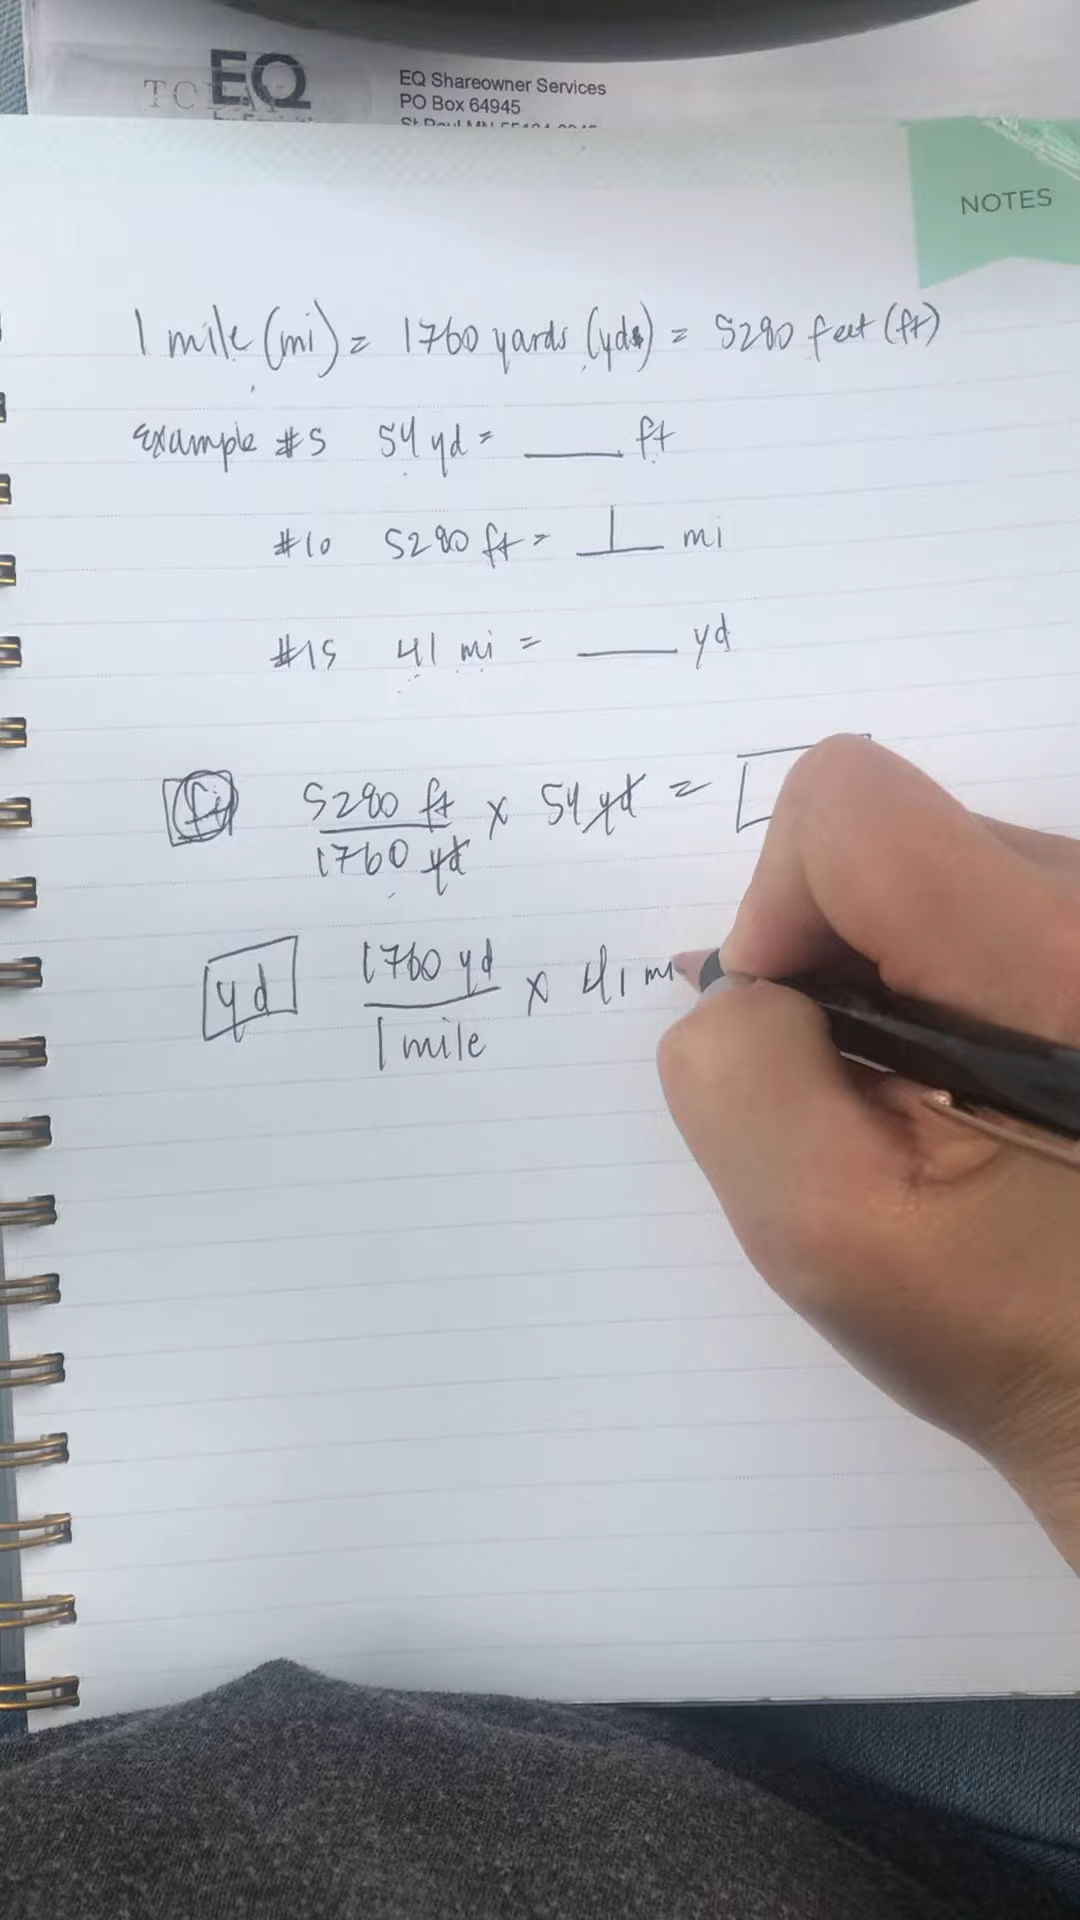 EQ
TODAY
EQ Shareowner Services
PO Box 64945
NOTES
1 mile (mi) = 1760 yards (yds) = 5280 feet (ft)
Example #5 54 yd = ____ ft
#10 5280 ft = 1 mi
#15 41 mi = ____ yd
ft 5280 ft / 1760 yd x 54 yd =
yd 1760 yd / 1 mile x 41 mi